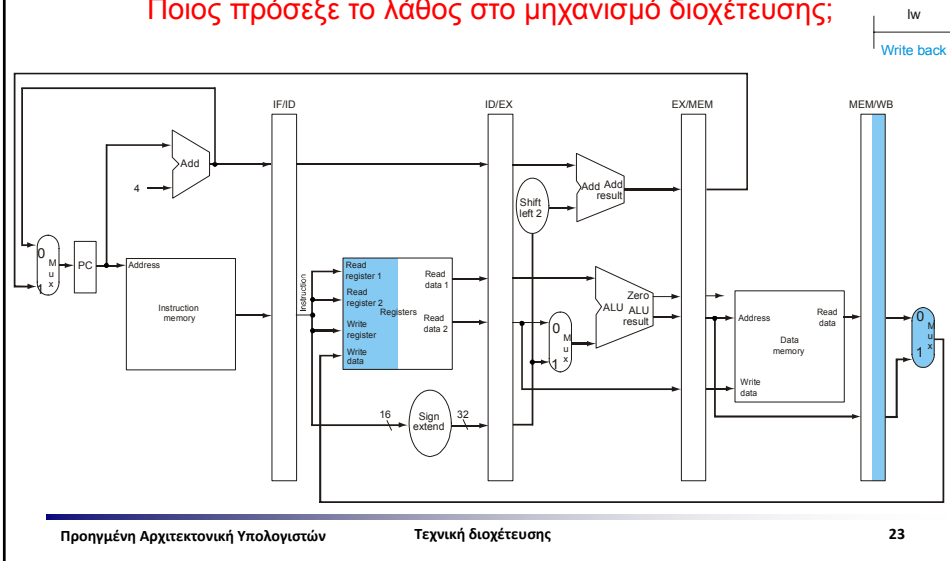 Ποιος πρόσεξε το λάθος στο μηχανισμό διοχέτευσης;
lw
Write back
IF/ID
ID/EX
EX/MEM
MEM/WB
Add
4
Shift
left 2
Add Add
result
0
M
u
x
1
PC
Address
Instruction
memory
Instruction
Read
register 1
Read
register 2
Registers
Write
register
Write
data
Read
data 1
Read
data 2
0
M
u
x
1
Zero
ALU ALU
result
Address
Read
data
Data
memory
Write
data
0
M
u
x
1
16
Sign
extend
32
Προηγμένη Αρχιτεκτονική Υπολογιστών
Τεχνική διοχέτευσης
23